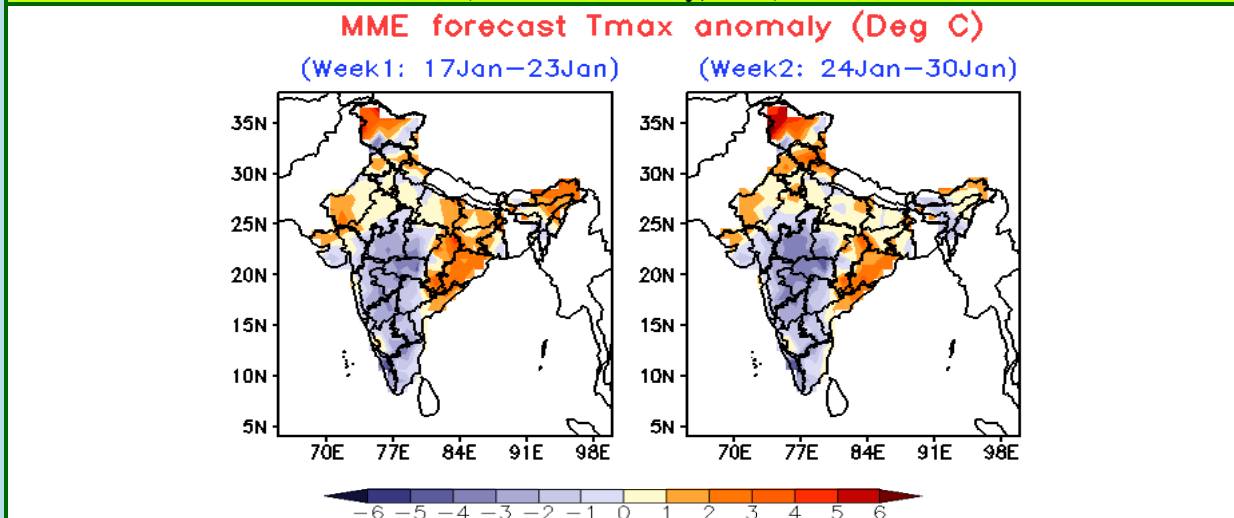 MME forecast Tmax anomaly (Deg C)
(Week1: 17Jan−23Jan) (Week2: 24Jan−30Jan)
35N 35N
30N 30N
25N 25N
20N 20N
15N 15N
10N 10N
5N 5N
70E 77E 84E 91E 98E 70E 77E 84E 91E 98E
−6 −5 −4 −3 −2 −1 0 1 2 3 4 5 6